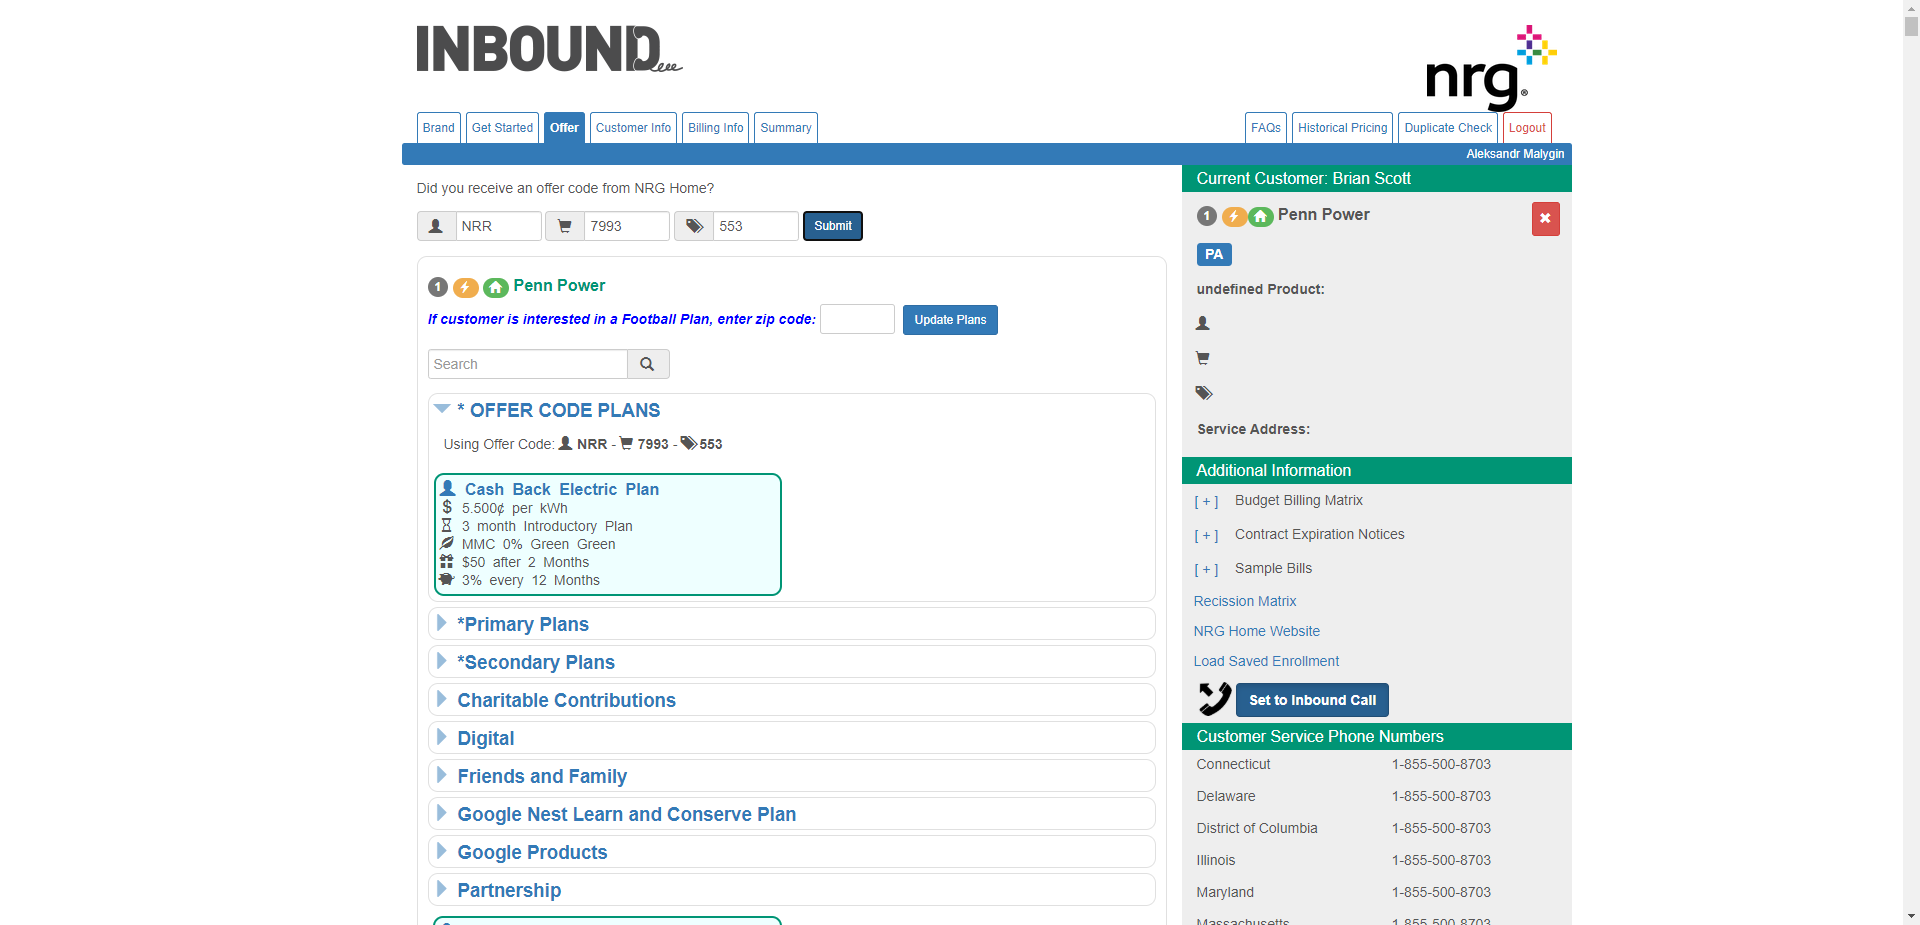 INBOUND
nrg®
Brand
Get Started
Offer
Customer Info
Billing Info
Summary
FAQs
Historical Pricing
Duplicate Check
Logout
Aleksandr Malygin
Did you receive an offer code from NRG Home?
NRR
7993
553
Submit
1 Penn Power
If customer is interested in a Football Plan, enter zip code:
Update Plans
Search
* OFFER CODE PLANS
Using Offer Code: NRR - 7993 - 553
Cash Back Electric Plan
5.500¢ per kWh
3 month Introductory Plan
MMC 0% Green Green
$50 after 2 Months
3% every 12 Months
*Primary Plans
*Secondary Plans
Charitable Contributions
Digital
Friends and Family
Google Nest Learn and Conserve Plan
Google Products
Partnership
Current Customer: Brian Scott
1 Penn Power
PA
undefined Product:
Service Address:
Additional Information
[ + ] Budget Billing Matrix
[ + ] Contract Expiration Notices
[ + ] Sample Bills
Recission Matrix
NRG Home Website
Load Saved Enrollment
Set to Inbound Call
Customer Service Phone Numbers
Connecticut 1-855-500-8703
Delaware 1-855-500-8703
District of Columbia 1-855-500-8703
Illinois 1-855-500-8703
Maryland 1-855-500-8703
Massachusetts 1-855-500-8703